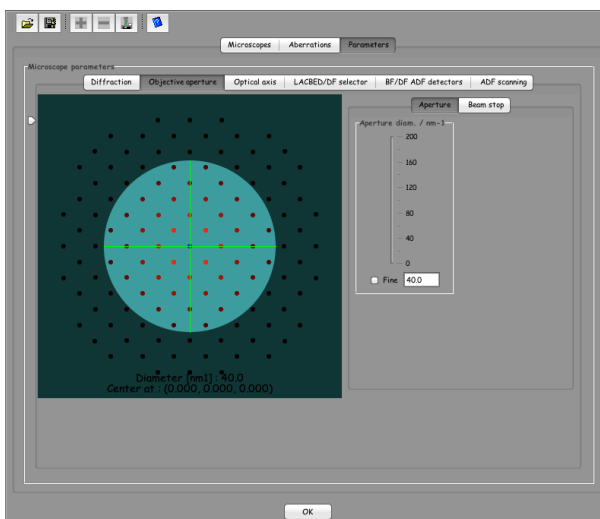 Microscopes Aberrations Parameters
Microscope parameters
Diffraction Objective aperture Optical axis LACBED/DF selector BF/DF ADF detectors ADF scanning
Aperture Beam stop
Aperture diam. / nm-1
200
160
120
80
40
0
Fine 40.0
Diameter [nm1] : 40.0
Center at : (0.000, 0.000, 0.000)
OK